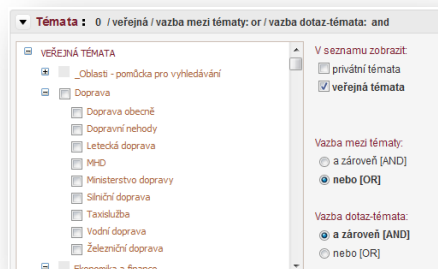 Témata : 0 / veřejná / vazba mezi tématy: or / vazba dotaz-témata: and
VEŘEJNÁ TÉMATA
_Oblasti - pomůcka pro vyhledávání
Doprava
Doprava obecně
Dopravní nehody
Letecká doprava
MHD
Ministerstvo dopravy
Silniční doprava
Taxislužba
Vodní doprava
Železniční doprava
Ekonomika a finance
V seznamu zobrazit:
privátní témata
veřejná témata
Vazba mezi tématy:
a zároveň [AND]
nebo [OR]
Vazba dotaz-témata:
a zároveň [AND]
nebo [OR]